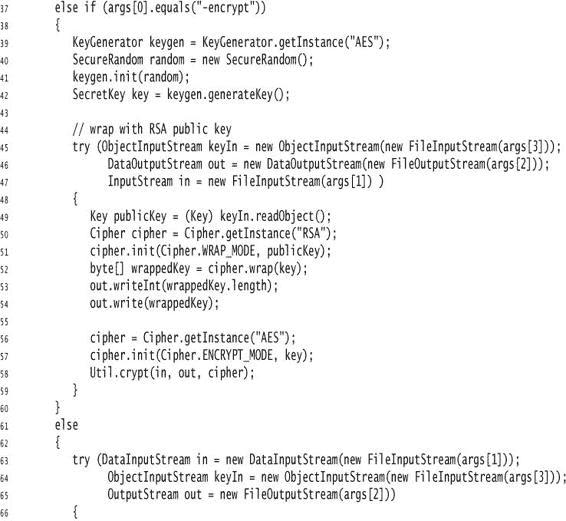 37 else if (args[0].equals("-encrypt"))
38 {
39 KeyGenerator keygen = KeyGenerator.getInstance("AES");
40 SecureRandom random = new SecureRandom();
41 keygen.init(random);
42 SecretKey key = keygen.generateKey();
43
44 // wrap with RSA public key
45 try (ObjectInputStream keyIn = new ObjectInputStream(new FileInputStream(args[3]));
46 DataOutputStream out = new DataOutputStream(new FileOutputStream(args[2]));
47 InputStream in = new FileInputStream(args[1]) )
48 {
49 Key publicKey = (Key) keyIn.readObject();
50 Cipher cipher = Cipher.getInstance("RSA");
51 cipher.init(Cipher.WRAP_MODE, publicKey);
52 byte[] wrappedKey = cipher.wrap(key);
53 out.writeInt(wrappedKey.length);
54 out.write(wrappedKey);
55
56 cipher = Cipher.getInstance("AES");
57 cipher.init(Cipher.ENCRYPT_MODE, key);
58 Util.crypt(in, out, cipher);
59 }
60 }
61 else
62 {
63 try (DataInputStream in = new DataInputStream(new FileInputStream(args[1]));
64 ObjectInputStream keyIn = new ObjectInputStream(new FileInputStream(args[3]));
65 OutputStream out = new FileOutputStream(args[2]))
66 {